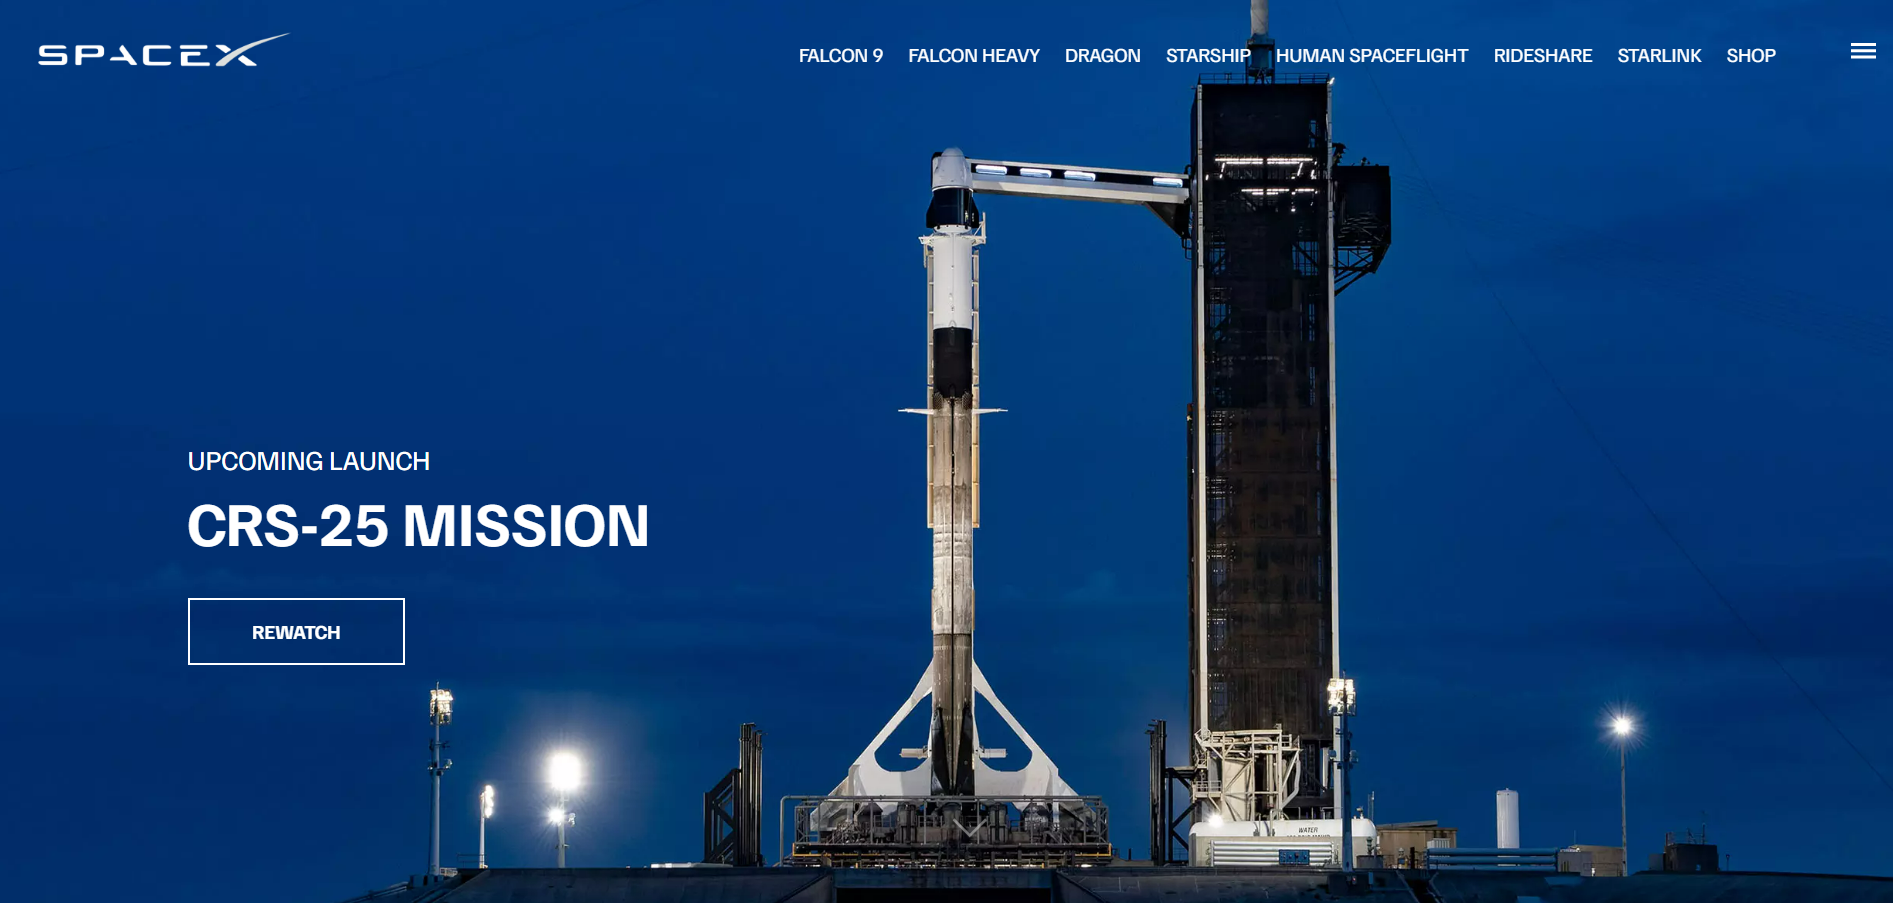 SPACEX
FALCON 9 FALCON HEAVY DRAGON STARSHIP HUMAN SPACEFLIGHT RIDESHARE STARLINK SHOP
UPCOMING LAUNCH
CRS-25 MISSION
REWATCH
WATER